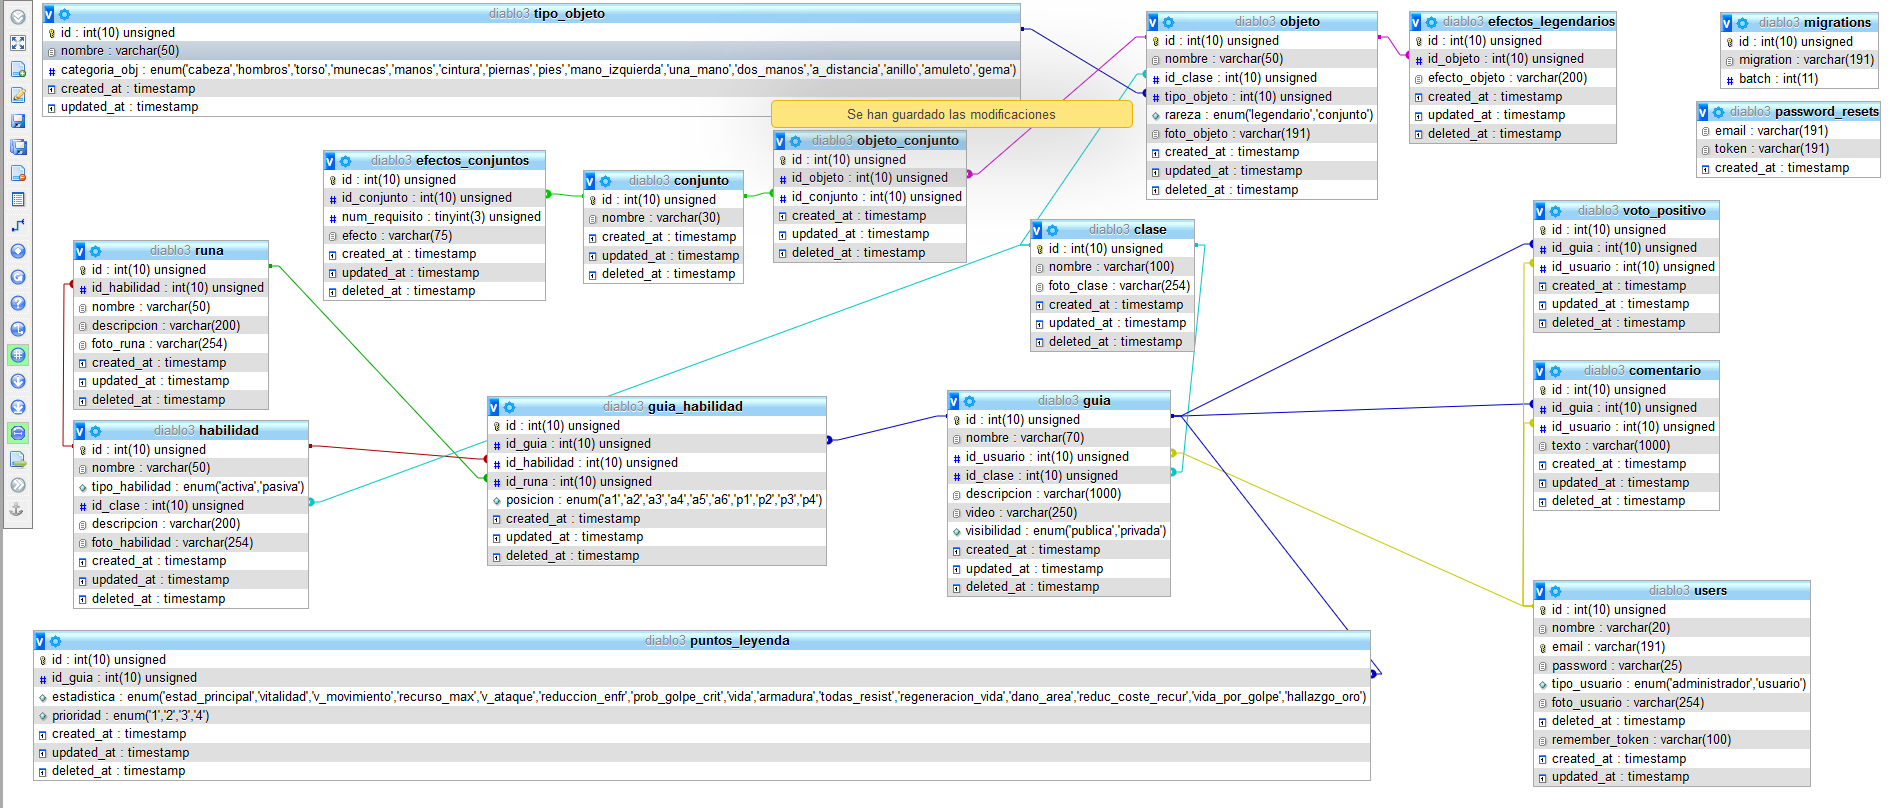 diablo3 tipo_objeto
id : int(10) unsigned
nombre : varchar(50)
categoria_obj : enum('cabeza','hombros','torso','munecas','manos','cintura','piernas','pies','mano_izquierda','una_mano','dos_manos','a_distancia','anillo','amuleto','gema')
created_at : timestamp
updated_at : timestamp
diablo3 objeto
id : int(10) unsigned
nombre : varchar(50)
id_clase : int(10) unsigned
tipo_objeto : int(10) unsigned
rareza : enum('legendario','conjunto')
foto_objeto : varchar(191)
created_at : timestamp
updated_at : timestamp
deleted_at : timestamp
diablo3 efectos_legendarios
id : int(10) unsigned
id_objeto : int(10) unsigned
efecto_objeto : varchar(200)
created_at : timestamp
updated_at : timestamp
deleted_at : timestamp
diablo3 migrations
id : int(10) unsigned
migration : varchar(191)
batch : int(11)
diablo3 password_resets
email : varchar(191)
token : varchar(191)
created_at : timestamp
Se han guardado las modificaciones
diablo3 efectos_conjuntos
id : int(10) unsigned
id_conjunto : int(10) unsigned
num_requisito : tinyint(3) unsigned
efecto : varchar(75)
created_at : timestamp
updated_at : timestamp
deleted_at : timestamp
diablo3 conjunto
id : int(10) unsigned
nombre : varchar(30)
created_at : timestamp
updated_at : timestamp
deleted_at : timestamp
diablo3 objeto_conjunto
id : int(10) unsigned
id_objeto : int(10) unsigned
id_conjunto : int(10) unsigned
created_at : timestamp
updated_at : timestamp
deleted_at : timestamp
diablo3 clase
id : int(10) unsigned
nombre : varchar(100)
foto_clase : varchar(254)
created_at : timestamp
updated_at : timestamp
deleted_at : timestamp
diablo3 voto_positivo
id : int(10) unsigned
id_guia : int(10) unsigned
id_usuario : int(10) unsigned
created_at : timestamp
updated_at : timestamp
deleted_at : timestamp
diablo3 runa
id : int(10) unsigned
id_habilidad : int(10) unsigned
nombre : varchar(50)
descripcion : varchar(200)
foto_runa : varchar(254)
created_at : timestamp
updated_at : timestamp
deleted_at : timestamp
diablo3 habilidad
id : int(10) unsigned
nombre : varchar(50)
tipo_habilidad : enum('activa','pasiva')
id_clase : int(10) unsigned
descripcion : varchar(200)
foto_habilidad : varchar(254)
created_at : timestamp
updated_at : timestamp
deleted_at : timestamp
diablo3 guia_habilidad
id : int(10) unsigned
id_guia : int(10) unsigned
id_habilidad : int(10) unsigned
id_runa : int(10) unsigned
posicion : enum('a1','a2','a3','a4','a5','a6','p1','p2','p3','p4')
created_at : timestamp
updated_at : timestamp
deleted_at : timestamp
diablo3 guia
id : int(10) unsigned
nombre : varchar(70)
id_usuario : int(10) unsigned
id_clase : int(10) unsigned
descripcion : varchar(1000)
video : varchar(250)
visibilidad : enum('publica','privada')
created_at : timestamp
updated_at : timestamp
deleted_at : timestamp
diablo3 comentario
id : int(10) unsigned
id_guia : int(10) unsigned
id_usuario : int(10) unsigned
texto : varchar(1000)
created_at : timestamp
updated_at : timestamp
deleted_at : timestamp
diablo3 users
id : int(10) unsigned
nombre : varchar(20)
email : varchar(191)
password : varchar(25)
tipo_usuario : enum('administrador','usuario')
foto_usuario : varchar(254)
deleted_at : timestamp
remember_token : varchar(100)
created_at : timestamp
updated_at : timestamp
diablo3 puntos_leyenda
id : int(10) unsigned
id_guia : int(10) unsigned
estadistica : enum('estad_principal','vitalidad','v_movimiento','recurso_max','v_ataque','reduccion_enfr','prob_golpe_crit','vida','armadura','todas_resist','regeneracion_vida','dano_area','reduc_coste_recur','vida_por_golpe','hallazgo_oro')
prioridad : enum('1','2','3','4')
created_at : timestamp
updated_at : timestamp
deleted_at : timestamp